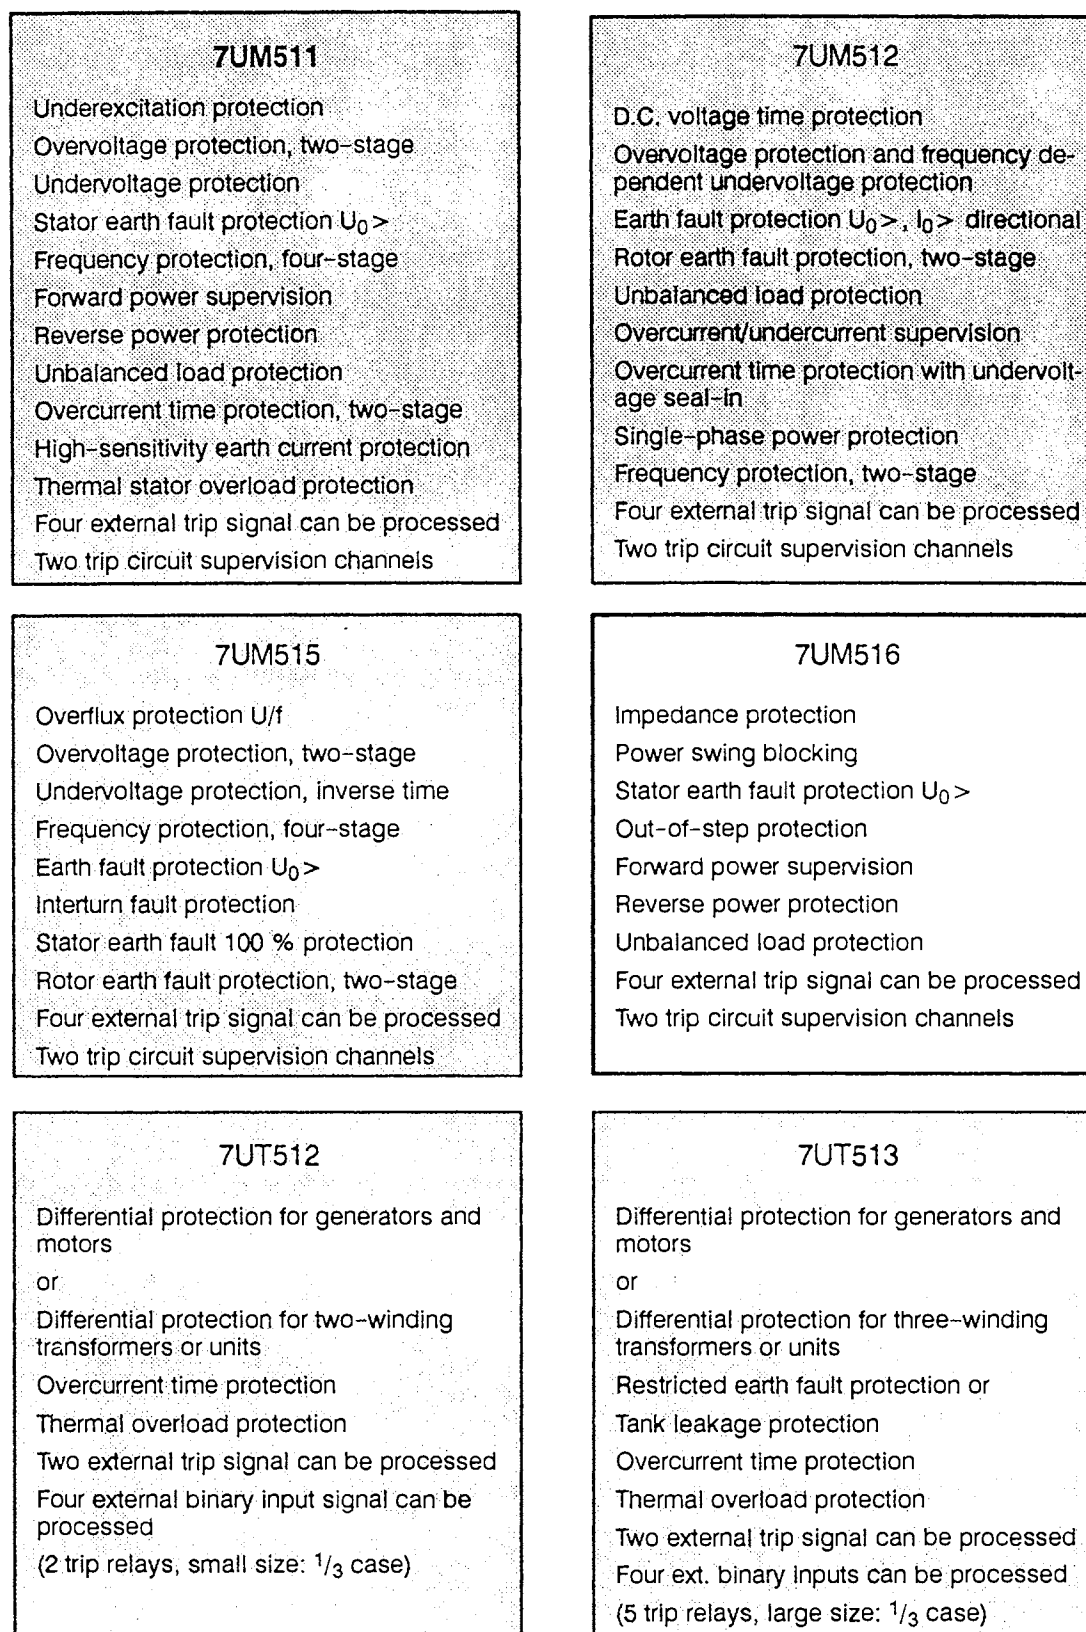 7UM511
Underexcitation protection
Overvoltage protection, two-stage
Undervoltage protection
Stator earth fault protection U0>
Frequency protection, four-stage
Forward power supervision
Reverse power protection
Unbalanced load protection
Overcurrent time protection, two-stage
High-sensitivity earth current protection
Thermal stator overload protection
Four external trip signal can be processed
Two trip circuit supervision channels
7UM512
D.C. voltage time protection
Overvoltage protection and frequency de-
pendent undervoltage protection
Earth fault protection U0>, I0> directional
Rotor earth fault protection, two-stage
Unbalanced load protection
Overcurrent/undercurrent supervision
Overcurrent time protection with undervolt-
age seal-in
Single-phase power protection
Frequency protection, two-stage
Four external trip signal can be processed
Two trip circuit supervision channels
7UM515
Overflux protection U/f
Overvoltage protection, two-stage
Undervoltage protection, inverse time
Frequency protection, four-stage
Earth fault protection U0>
Interturn fault protection
Stator earth fault 100 % protection
Rotor earth fault protection, two-stage
Four external trip signal can be processed
Two trip circuit supervision channels
7UM516
Impedance protection
Power swing blocking
Stator earth fault protection U0>
Out-of-step protection
Forward power supervision
Reverse power protection
Unbalanced load protection
Four external trip signal can be processed
Two trip circuit supervision channels
7UT512
Differential protection for generators and
motors
or
Differential protection for two-winding
transformers or units
Overcurrent time protection
Thermal overload protection
Two external trip signal can be processed
Four external binary input signal can be
processed
(2 trip relays, small size: 1/3 case)
7UT513
Differential protection for generators and
motors
or
Differential protection for three-winding
transformers or units
Restricted earth fault protection or
Tank leakage protection
Overcurrent time protection
Thermal overload protection
Two external trip signal can be processed
Four ext. binary inputs can be processed
(5 trip relays, large size: 1/3 case)